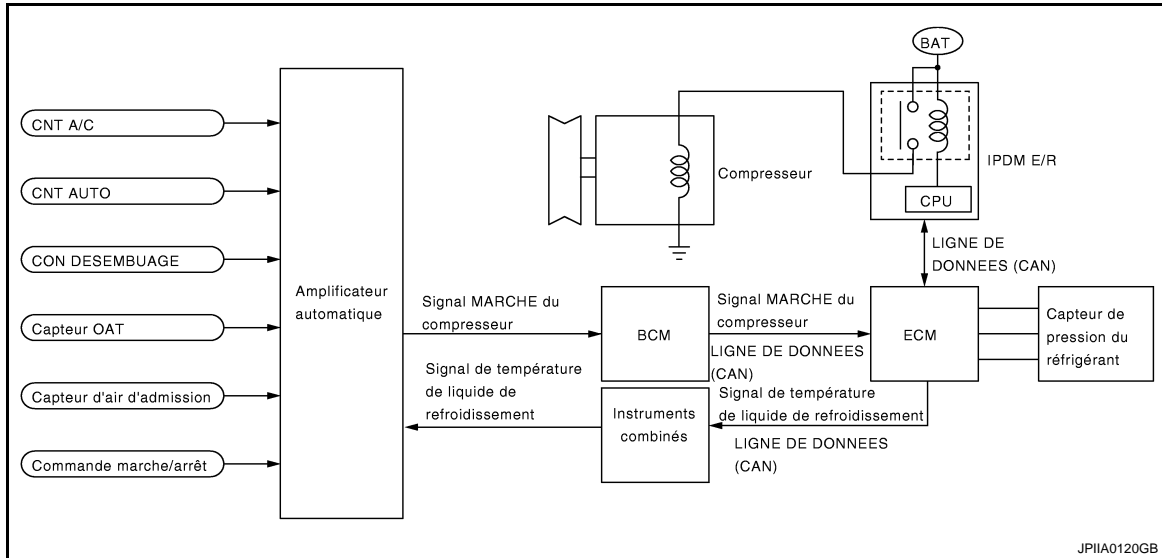 BAT
CNT A/C
CNT AUTO
CON DESEMBUAGE
Capteur OAT
Capteur d'air d'admission
Commande marche/arrêt
Amplificateur
automatique
Compresseur
IPDM E/R
CPU
LIGNE DE
DONNEES (CAN)
Signal MARCHE du
compresseur
BCM
Signal MARCHE du
compresseur
LIGNE DE DONNEES
(CAN)
ECM
Capteur de
pression du
réfrigérant
Signal de température
de liquide de
refroidissement
Instruments
combinés
Signal de température
de liquide de refroidissement
LIGNE DE DONNEES
(CAN)
JPIIA0120GB